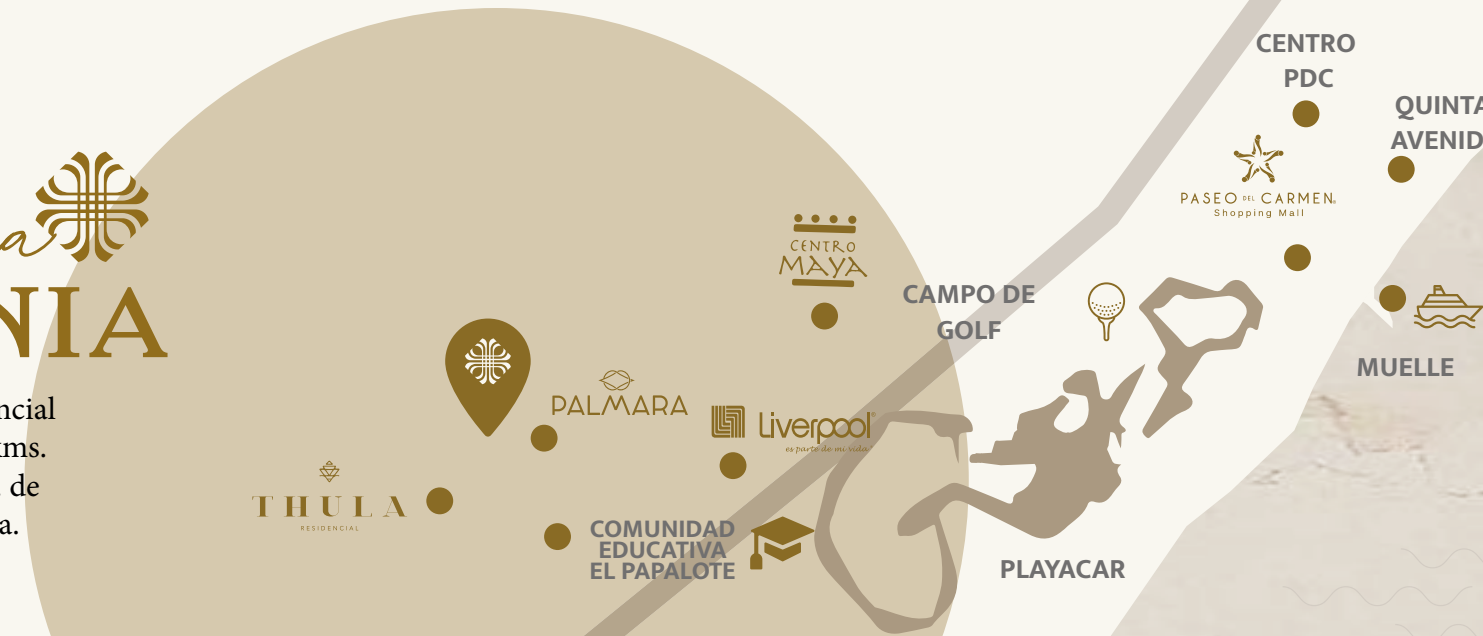 CENTRO
PDC
QUINTA
AVENID
PASEO DEL CARMEN
Shopping Mall
a
NIA
CENTRO
MAYA
CAMPO DE
GOLF
MUELLE
ncial
kms.
de
a.
PALMARA
Liverpool
es parte de mi vida
THULA
RESIDENCIAL
COMUNIDAD
EDUCATIVA
EL PAPALOTE
PLAYACAR